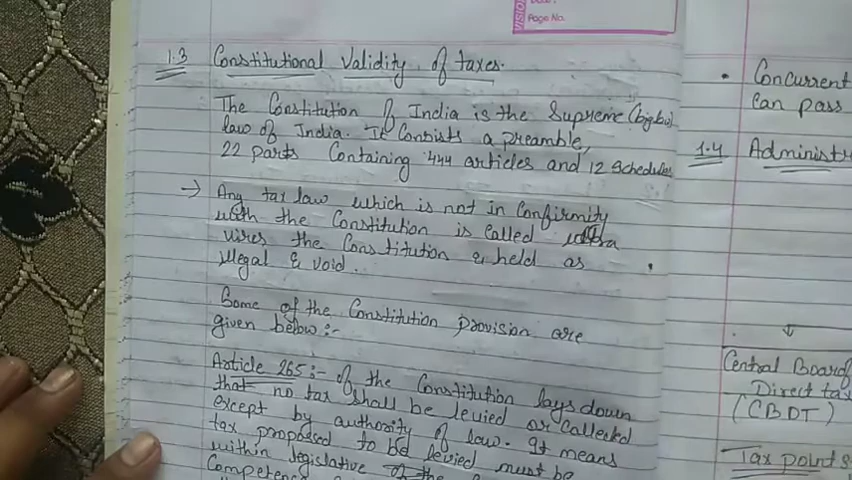 Page No.
1.3 Constitutional Validity of taxes.
The Constitution of India is the Supreme
law of India. It Consists a preamble,
22 parts Containing 444 articles and 12 Schedules
→ Any tax law which is not in Confirmity
with the Constitution is called
vires the Constitution & held as
illegal & void.
Some of the Constitution provision are
given below:-
Article 265:- of the Constitution lays down
that no tax shall be levied or Collected
except by authority of law. It means
tax proposed to be levied must be
within legislative
Competence
• Concurrent
Can pass
1.4 Administr
Central Board of
Direct tax
(CBDT)
Tax points